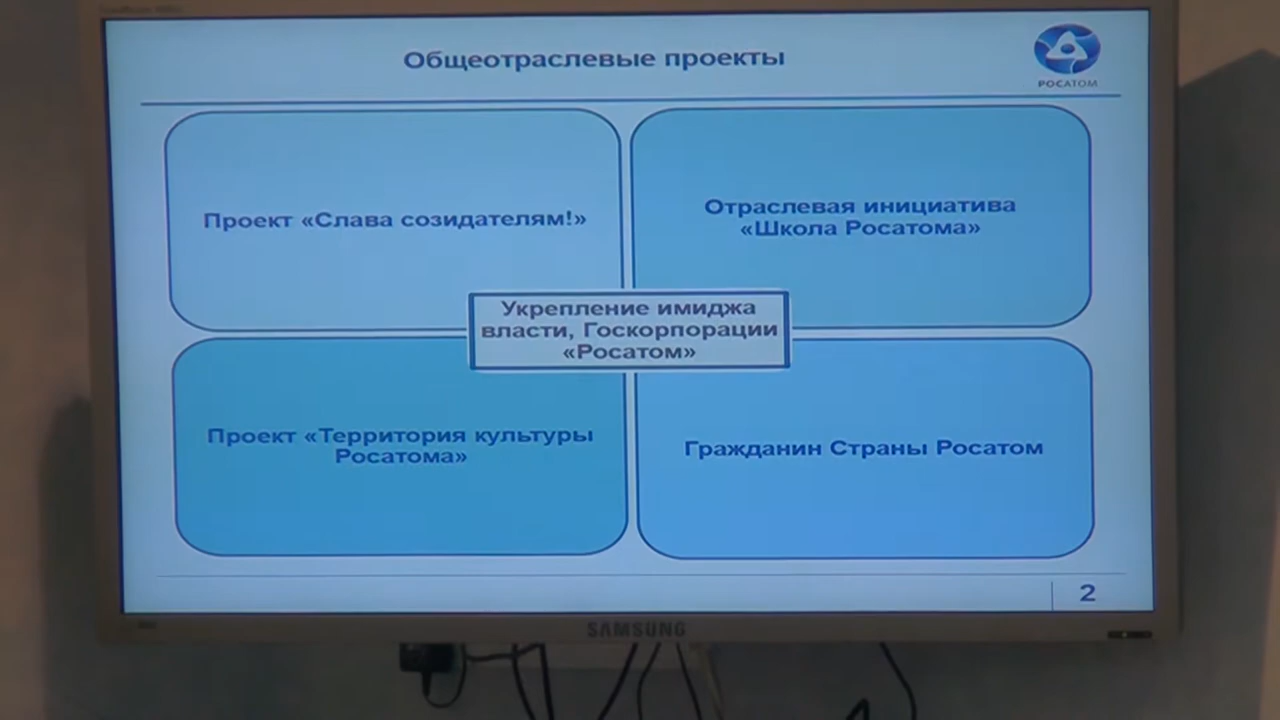 Общеотраслевые проекты
РОСАТОМ
Проект «Слава созидателям!»
Отраслевая инициатива
«Школа Росатома»
Укрепление имиджа
власти, Госкорпорации
«Росатом»
Проект «Территория культуры
Росатома»
Гражданин Страны Росатом
2
SAMSUNG